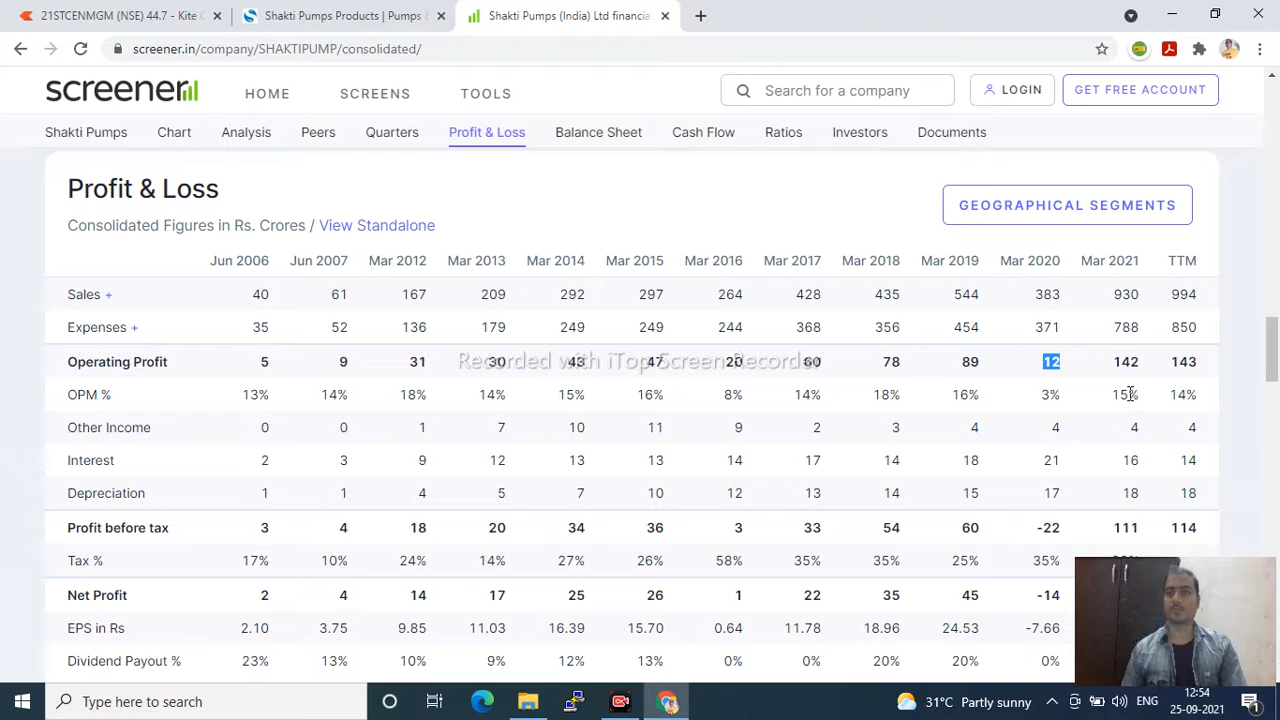 21STCENMGM (NSE) 44.7 - Kite
Shakti Pumps Products | Pumps &
Shakti Pumps (India) Ltd financia
screener.in/company/SHAKTIPUMP/consolidated/
screener
HOME SCREENS TOOLS
Search for a company
LOGIN
GET FREE ACCOUNT
Shakti Pumps Chart Analysis Peers Quarters Profit & Loss Balance Sheet Cash Flow Ratios Investors Documents
Profit & Loss
GEOGRAPHICAL SEGMENTS
Consolidated Figures in Rs. Crores / View Standalone
Jun 2006 Jun 2007 Mar 2012 Mar 2013 Mar 2014 Mar 2015 Mar 2016 Mar 2017 Mar 2018 Mar 2019 Mar 2020 Mar 2021 TTM
Sales + 40 61 167 209 292 297 264 428 435 544 383 930 994
Expenses + 35 52 136 179 249 249 244 368 356 454 371 788 850
Operating Profit 5 9 31 30 43 47 20 60 78 89 12 142 143
Recorded with iTop Screen Recorder
OPM % 13% 14% 18% 14% 15% 16% 8% 14% 18% 16% 3% 15% 14%
Other Income 0 0 1 7 10 11 9 2 3 4 4 4 4
Interest 2 3 9 12 13 13 14 17 14 18 21 16 14
Depreciation 1 1 4 5 7 10 12 13 14 15 17 18 18
Profit before tax 3 4 18 20 34 36 3 33 54 60 -22 111 114
Tax % 17% 10% 24% 14% 27% 26% 58% 35% 35% 25% 35%
Net Profit 2 4 14 17 25 26 1 22 35 45 -14
EPS in Rs 2.10 3.75 9.85 11.03 16.39 15.70 0.64 11.78 18.96 24.53 -7.66
Dividend Payout % 23% 13% 10% 9% 12% 13% 0% 0% 20% 20% 0%
Type here to search
31°C Partly sunny
ENG
12:54
25-09-2021